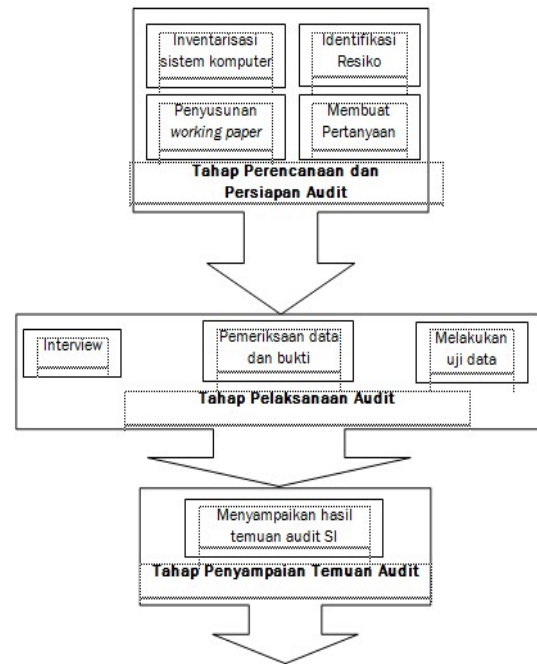 Inventarisasi
sistem komputer
Identifikasi
Resiko
Penyusunan
working paper
Membuat
Pertanyaan
Tahap Perencanaan dan
Persiapan Audit
Interview
Pemeriksaan data
dan bukti
Melakukan
uji data
Tahap Pelaksanaan Audit
Menyampaikan hasil
temuan audit SI
Tahap Penyampaian Temuan Audit